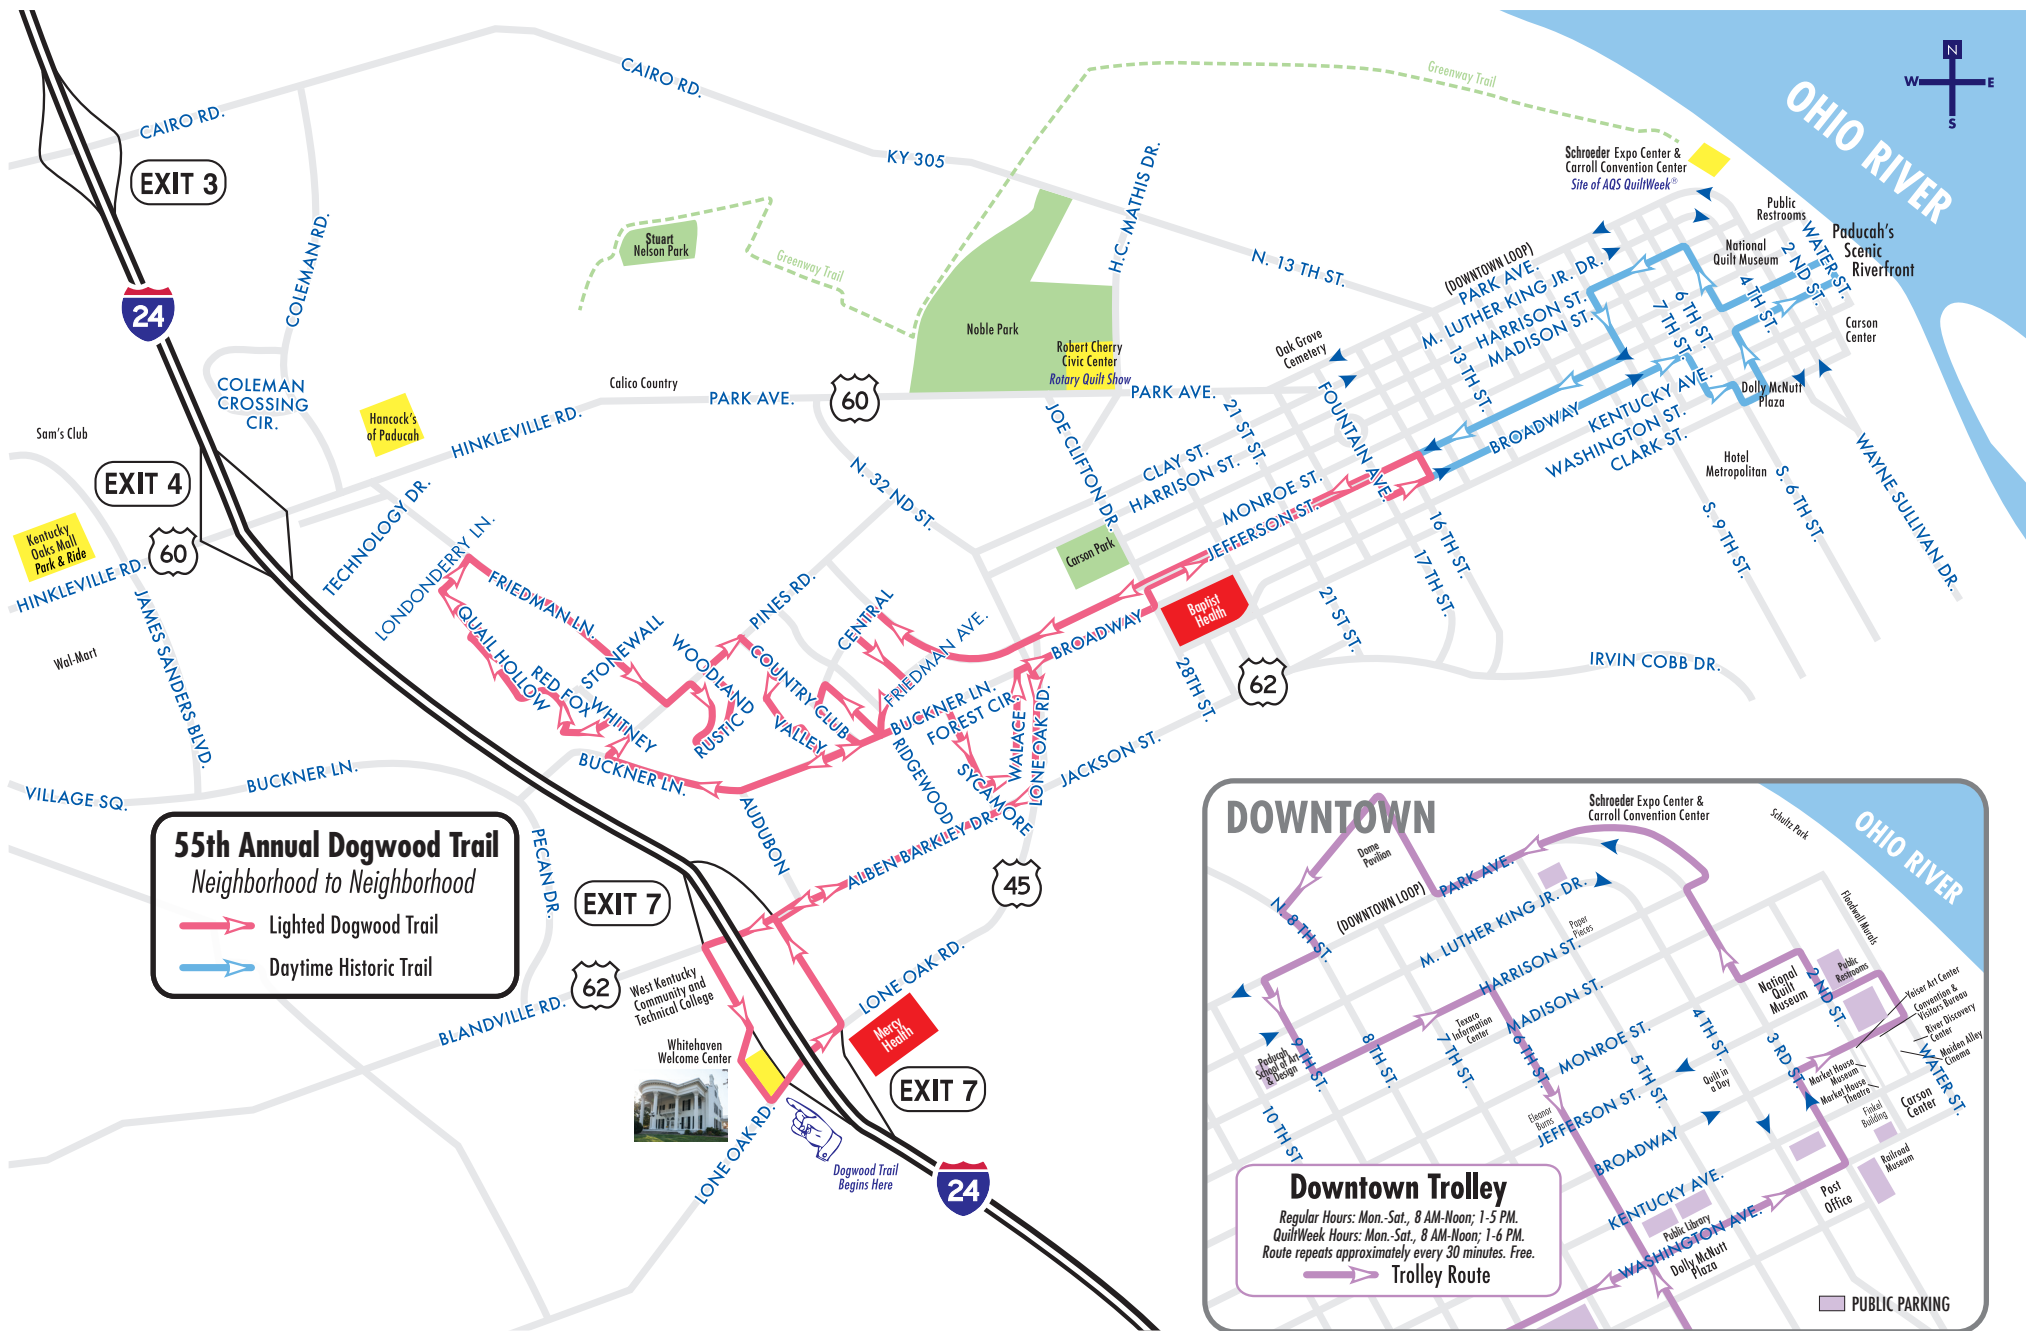 CAIRO RD.
CAIRO RD.
KY 305
Greenway Trail
N
W
E
S
OHIO RIVER
EXIT 3
24
COLEMAN RD.
COLEMAN
CROSSING
CIR.
Stuart
Nelson Park
Greenway Trail
Noble Park
H.C. MATHIS DR.
N. 13 TH ST.
Schroeder Expo Center &
Carroll Convention Center
Site of AQS QuiltWeek®
Public
Restrooms
WATER ST.
2 ND ST.
Paducah's
Scenic
Riverfront
National
Quilt Museum
4 TH ST.
6 TH ST.
7 TH ST.
Carson
Center
(DOWNTOWN LOOP)
PARK AVE.
M. LUTHER KING JR. DR.
HARRISON ST.
MADISON ST.
13 TH ST.
Oak Grove
Cemetery
Robert Cherry
Civic Center
Rotary Quilt Show
Calico Country
PARK AVE.
60
PARK AVE.
Hancock's
of Paducah
HINKLEVILLE RD.
Sam's Club
EXIT 4
Kentucky
Oaks Mall
Park & Ride
60
HINKLEVILLE RD.
JAMES SANDERS BLVD.
Wal-Mart
TECHNOLOGY DR.
LONDONDERRY LN.
FRIEDMAN LN.
QUAIL HOLLOW
RED FOX
STONEWALL
WHITNEY
WOODLAND
RUSTIC
PINES RD.
COUNTRY CLUB
VALLEY
CENTRAL
FRIEDMAN AVE.
BUCKNER LN.
FOREST CIR.
RIDGEWOOD
SYCAMORE
WALACE
LONE OAK RD.
BROADWAY
N. 32 ND ST.
JOE CLIFTON DR.
CLAY ST.
HARRISON ST.
MONROE ST.
JEFFERSON ST.
21 ST ST.
FOUNTAIN AVE.
16 TH ST.
17 TH ST.
21 ST ST.
BROADWAY
KENTUCKY AVE.
WASHINGTON ST.
CLARK ST.
Dolly McNutt
Plaza
Hotel
Metropolitan
S. 9 TH ST.
S. 6 TH ST.
WAYNE SULLIVAN DR.
Carson Park
Baptist
Health
28TH ST.
62
IRVIN COBB DR.
JACKSON ST.
BUCKNER LN.
BUCKNER LN.
VILLAGE SQ.
AUDUBON
PECAN DR.
ALBEN BARKLEY DR.
45
55th Annual Dogwood Trail
Neighborhood to Neighborhood
Lighted Dogwood Trail
Daytime Historic Trail
EXIT 7
62
BLANDVILLE RD.
West Kentucky
Community and
Technical College
LONE OAK RD.
Mercy
Health
Whitehaven
Welcome Center
EXIT 7
LONE OAK RD.
Dogwood Trail
Begins Here
24
DOWNTOWN
Schroeder Expo Center &
Carroll Convention Center
Schultz Park
OHIO RIVER
Dome
Pavilion
(DOWNTOWN LOOP)
PARK AVE.
N. 8 TH ST.
M. LUTHER KING JR. DR.
Paper
Pieces
HARRISON ST.
MADISON ST.
MONROE ST.
JEFFERSON ST.
BROADWAY
KENTUCKY AVE.
WASHINGTON AVE.
Floodwall Murals
Public
Restrooms
National
Quilt
Museum
2 ND ST.
3 RD ST.
4 TH ST.
5 TH ST.
6 TH ST.
7 TH ST.
8 TH ST.
9 TH ST.
10 TH ST.
Yeiser Art Center
Convention &
Visitors Bureau
River Discovery
Center
Maiden Alley
Cinema
WATER ST.
Market House
Museum
Market House
Theatre
Carson
Center
Finkel
Building
Railroad
Museum
Texaco
Information
Center
Paducah
School of Art
& Design
Quilt in
a Day
Eleanor
Burns
Post
Office
Public Library
Dolly McNutt
Plaza
Downtown Trolley
Regular Hours: Mon.-Sat., 8 AM-Noon; 1-5 PM.
QuiltWeek Hours: Mon.-Sat., 8 AM-Noon; 1-6 PM.
Route repeats approximately every 30 minutes. Free.
Trolley Route
PUBLIC PARKING